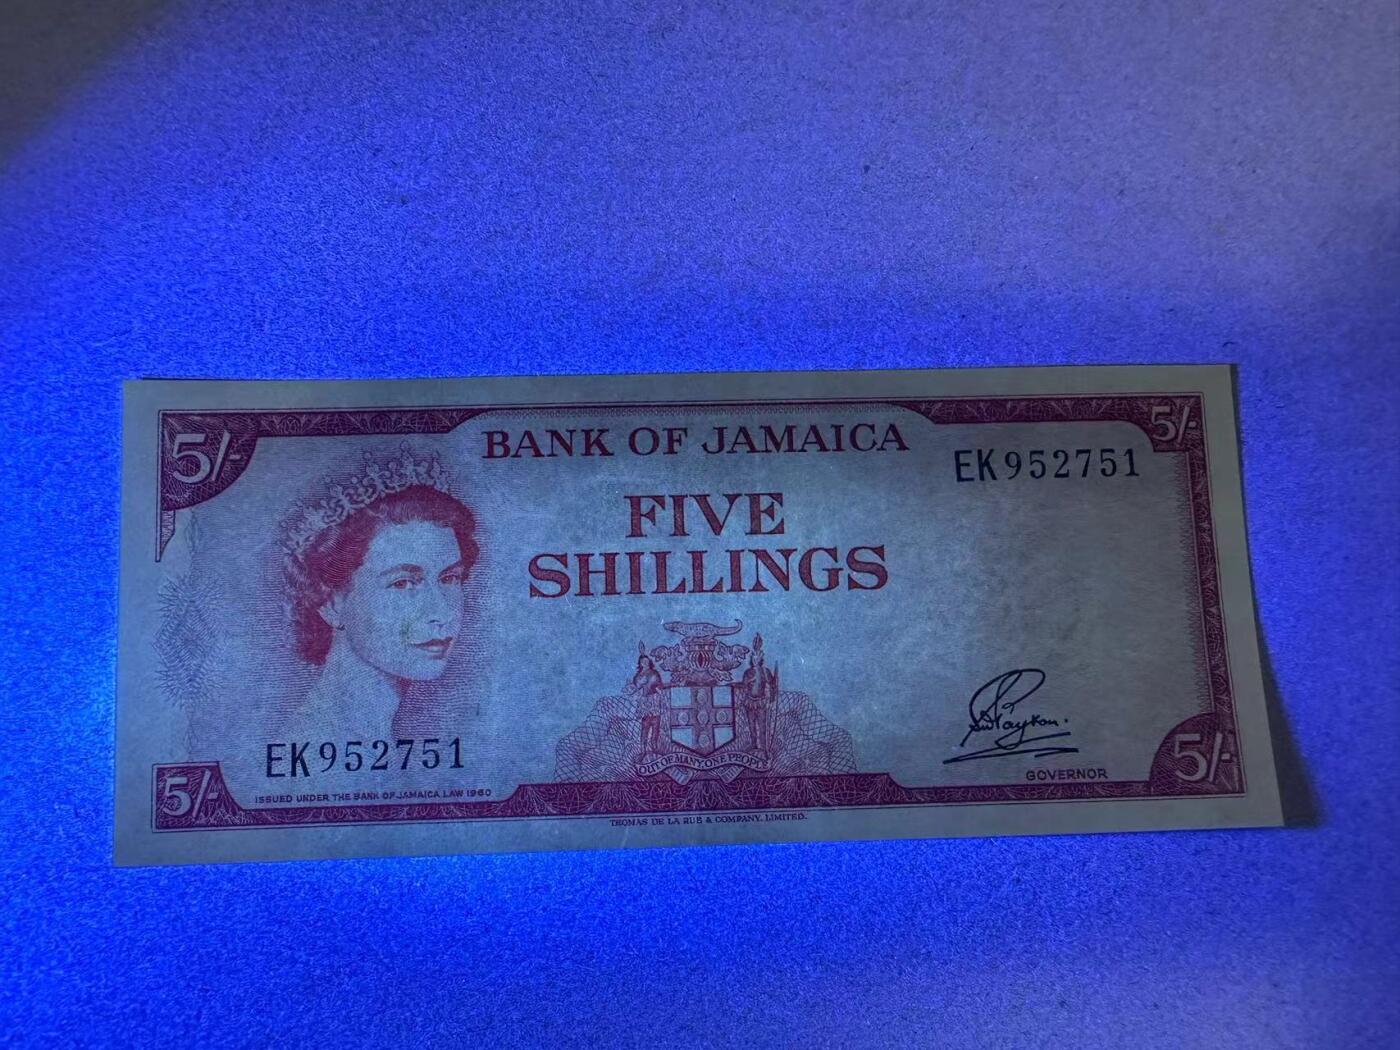 5/-
BANK OF JAMAICA
5/-
EK952751
FIVE
SHILLINGS
EK952751
OUT OF MANY, ONE PEOPLE
GOVERNOR
5/-
ISSUED UNDER THE BANK OF JAMAICA LAW 1960
5/-
THOMAS DE LA RUE & COMPANY, LIMITED.